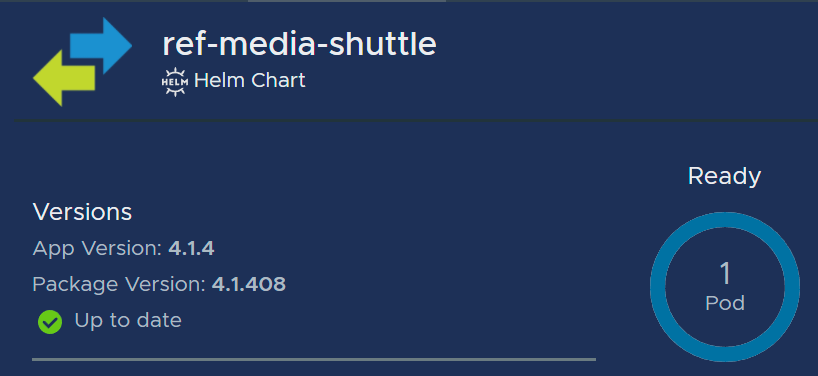 ref-media-shuttle
HELM Helm Chart
Ready
Versions
App Version: 4.1.4
Package Version: 4.1.408
Up to date
1
Pod